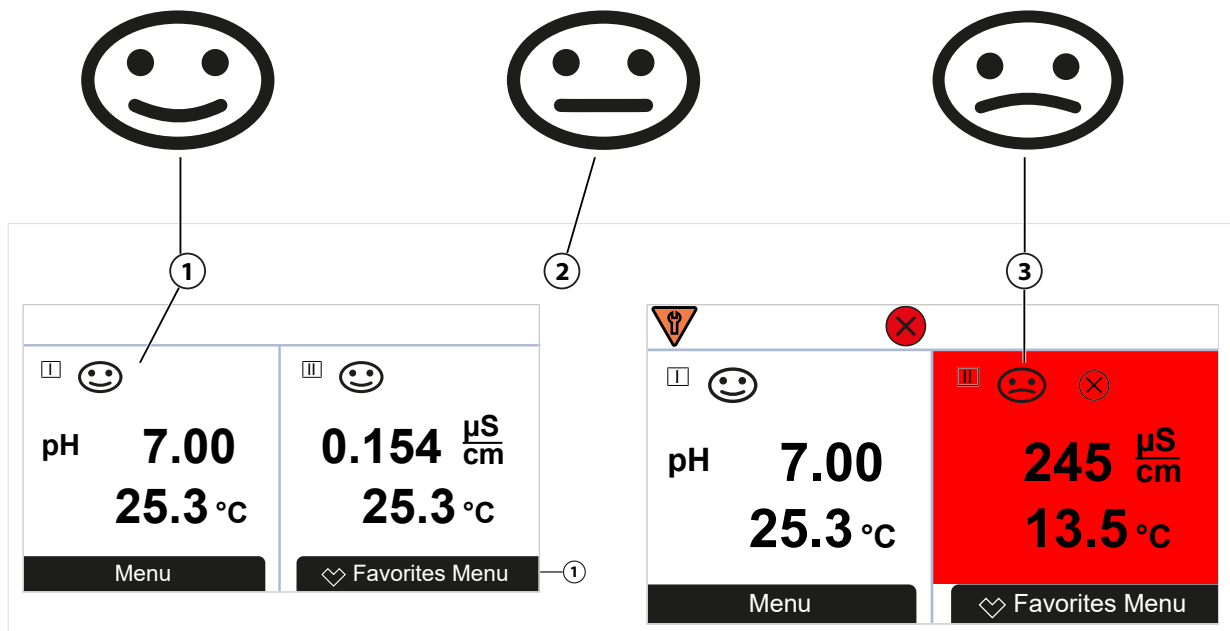 1
2
3
I
II
pH 7.00
0.154 µS/cm
25.3 °C
25.3 °C
Menu
Favorites Menu
1
I
II
pH 7.00
245 µS/cm
25.3 °C
13.5 °C
Menu
Favorites Menu